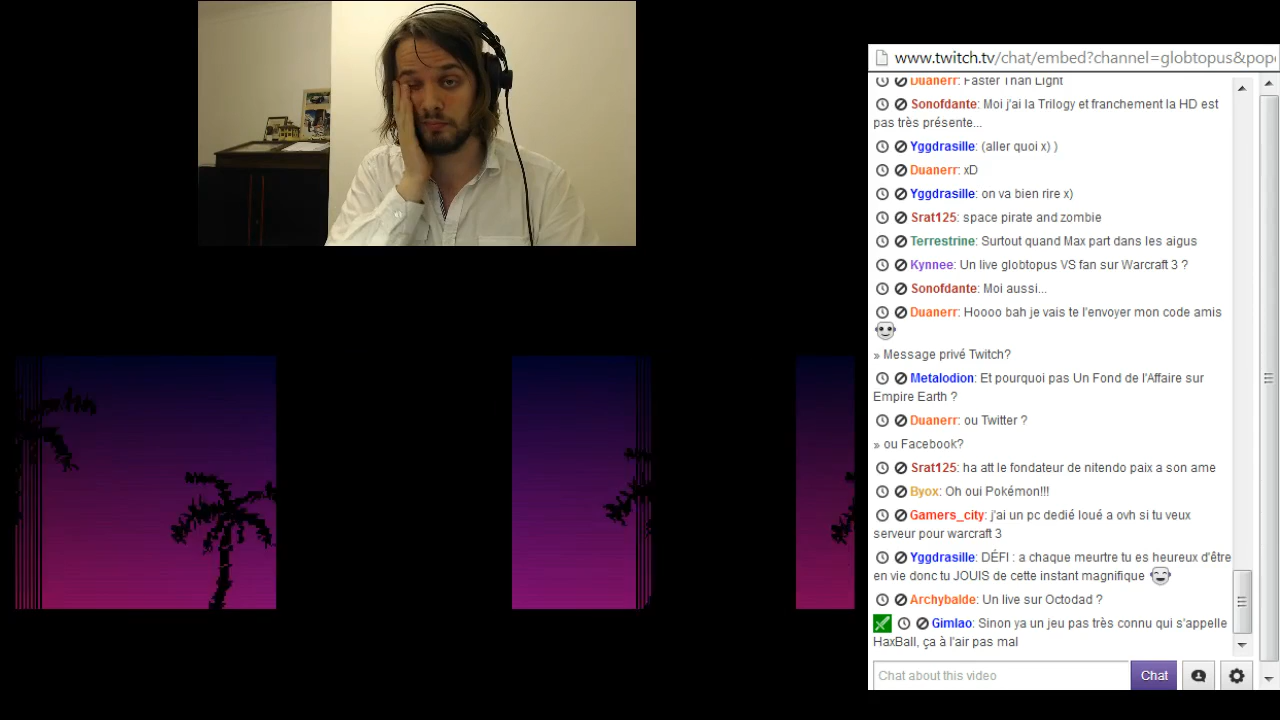 www.twitch.tv/chat/embed?channel=globtopus&pop
Duanerr: Faster Than Light
Sonofdante: Moi j'ai la Trilogy et franchement la HD est
pas très présente...
Yggdrasille: (aller quoi x) )
Duanerr: xD
Yggdrasille: on va bien rire x)
Srat125: space pirate and zombie
Terrestrine: Surtout quand Max part dans les aigus
Kynnee: Un live globtopus VS fan sur Warcraft 3 ?
Sonofdante: Moi aussi...
Duanerr: Hoooo bah je vais te l'envoyer mon code amis
» Message privé Twitch?
Metalodion: Et pourquoi pas Un Fond de l'Affaire sur
Empire Earth ?
Duanerr: ou Twitter ?
» ou Facebook?
Srat125: ha att le fondateur de nitendo paix a son ame
Byox: Oh oui Pokémon!!!
Gamers_city: j'ai un pc dedié loué a ovh si tu veux
serveur pour warcraft 3
Yggdrasille: DÉFI : a chaque meurtre tu es heureux d'être
en vie donc tu JOUIS de cette instant magnifique
Archybalde: Un live sur Octodad ?
Gimlao: Sinon ya un jeu pas très connu qui s'appelle
HaxBall, ça à l'air pas mal
Chat about this video
Chat